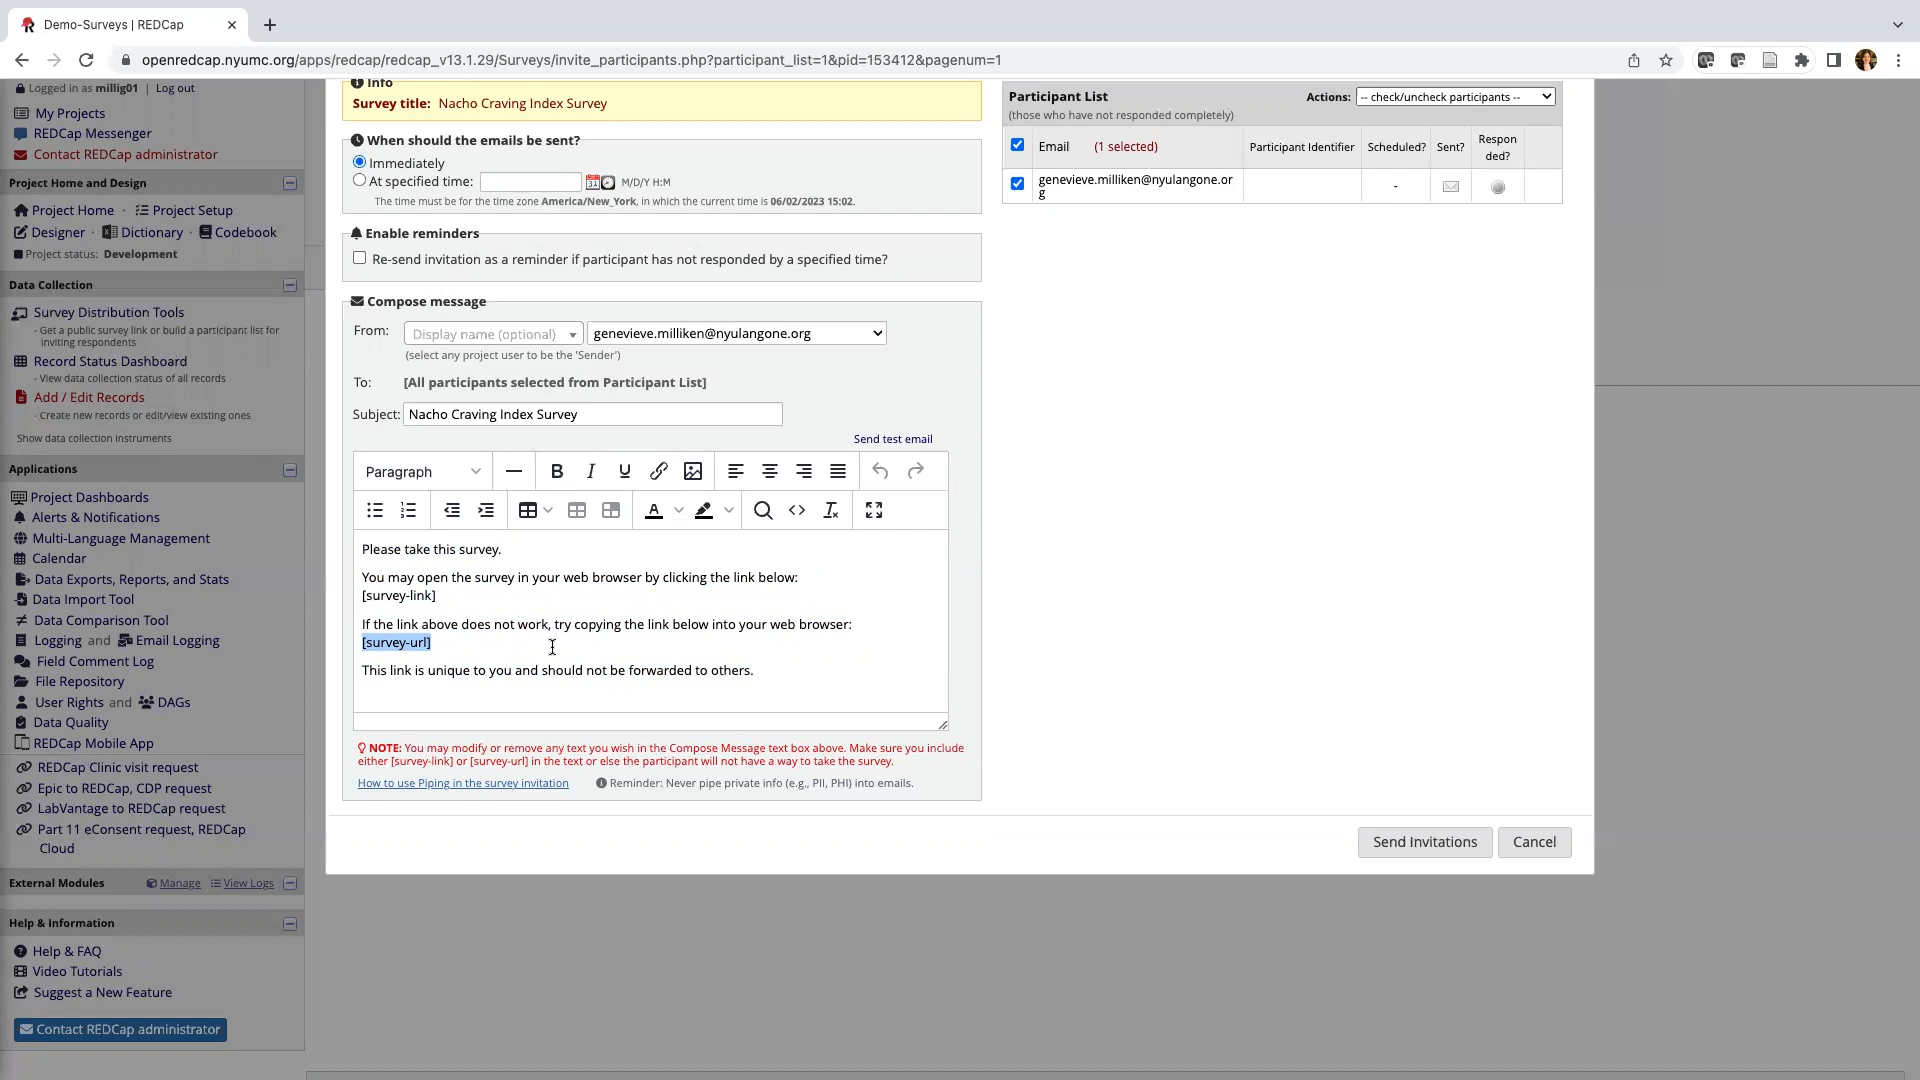 Demo-Surveys | REDCap
openredcap.nyumc.org/apps/redcap/redcap_v13.1.29/Surveys/invite_participants.php?participant_list=1&pid=153412&pagenum=1
Logged in as millig01 | Log out
My Projects
REDCap Messenger
Contact REDCap administrator
Project Home and Design
Project Home · Project Setup
Designer · Dictionary · Codebook
Project status: Development
Data Collection
Survey Distribution Tools
- Get a public survey link or build a participant list for
inviting respondents
Record Status Dashboard
- View data collection status of all records
Add / Edit Records
- Create new records or edit/view existing ones
Show data collection instruments
Applications
Project Dashboards
Alerts & Notifications
Multi-Language Management
Calendar
Data Exports, Reports, and Stats
Data Import Tool
Data Comparison Tool
Logging and Email Logging
Field Comment Log
File Repository
User Rights and DAGs
Data Quality
REDCap Mobile App
REDCap Clinic visit request
Epic to REDCap, CDP request
LabVantage to REDCap request
Part 11 eConsent request, REDCap
Cloud
External Modules Manage View Logs
Help & Information
Help & FAQ
Video Tutorials
Suggest a New Feature
Contact REDCap administrator
Info
Survey title: Nacho Craving Index Survey
When should the emails be sent?
Immediately
At specified time: 31 M/D/Y H:M
The time must be for the time zone America/New_York, in which the current time is 06/02/2023 15:02.
Enable reminders
Re-send invitation as a reminder if participant has not responded by a specified time?
Compose message
From: Display name (optional) genevieve.milliken@nyulangone.org
(select any project user to be the 'Sender')
To: [All participants selected from Participant List]
Subject: Nacho Craving Index Survey
Send test email
Paragraph B I U
A
Please take this survey.
You may open the survey in your web browser by clicking the link below:
[survey-link]
If the link above does not work, try copying the link below into your web browser:
[survey-url]
This link is unique to you and should not be forwarded to others.
NOTE: You may modify or remove any text you wish in the Compose Message text box above. Make sure you include
either [survey-link] or [survey-url] in the text or else the participant will not have a way to take the survey.
How to use Piping in the survey invitation Reminder: Never pipe private info (e.g., PII, PHI) into emails.
Participant List Actions: -- check/uncheck participants --
(those who have not responded completely)
Email (1 selected) Participant Identifier Scheduled? Sent? Respon
ded?
genevieve.milliken@nyulangone.or
g
-
Send Invitations Cancel